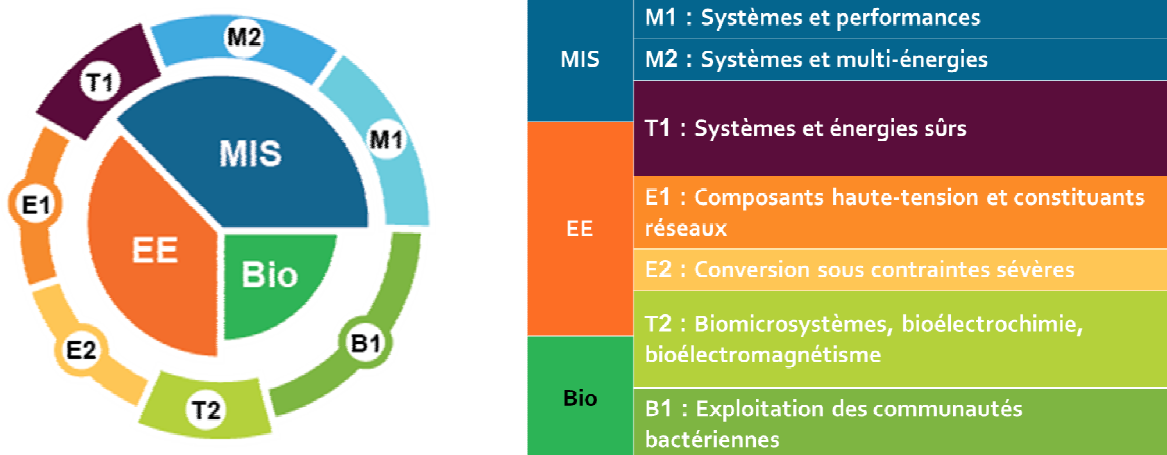 M2
T1
M1
MIS
E1
EE
Bio
E2
B1
T2
MIS
M1 : Systèmes et performances
M2 : Systèmes et multi-énergies
T1 : Systèmes et énergies sûrs
EE
E1 : Composants haute-tension et constituants
réseaux
E2 : Conversion sous contraintes sévères
T2 : Biomicrosystèmes, bioélectrochimie,
bioélectromagnétisme
Bio
B1 : Exploitation des communautés
bactériennes